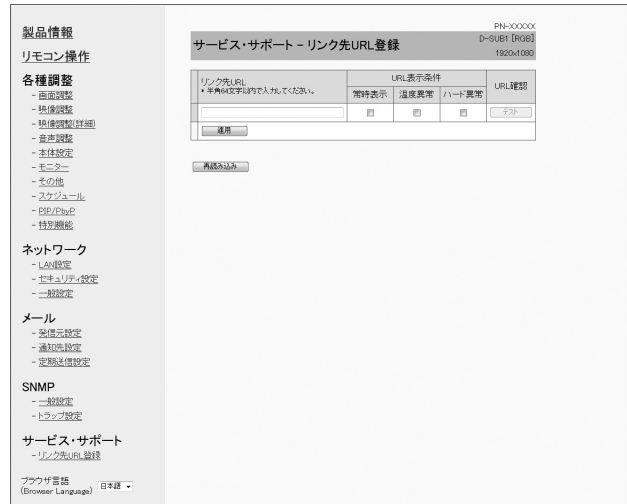 製品情報
リモコン操作
各種調整
- 画面調整
- 映像調整
- 映像調整(詳細)
- 音声調整
- 本体設定
- モニター
- その他
- スケジュール
- PIP/PbyP
- 特別機能
ネットワーク
- LAN設定
- セキュリティ設定
- 一般設定
メール
- 発信元設定
- 通知先設定
- 定期送信設定
SNMP
- 一般設定
- トラップ設定
サービス・サポート
- リンク先URL登録
ブラウザ言語
(Browser Language) 日本語
PN-XXXXX
サービス・サポート - リンク先URL登録
D-SUB1 [RGB]
1920x1080
リンク先URL
* 半角64文字以内で入力してください。
URL表示条件
URL確認
常時表示 温度異常 ハード異常
テスト
適用
再読み込み